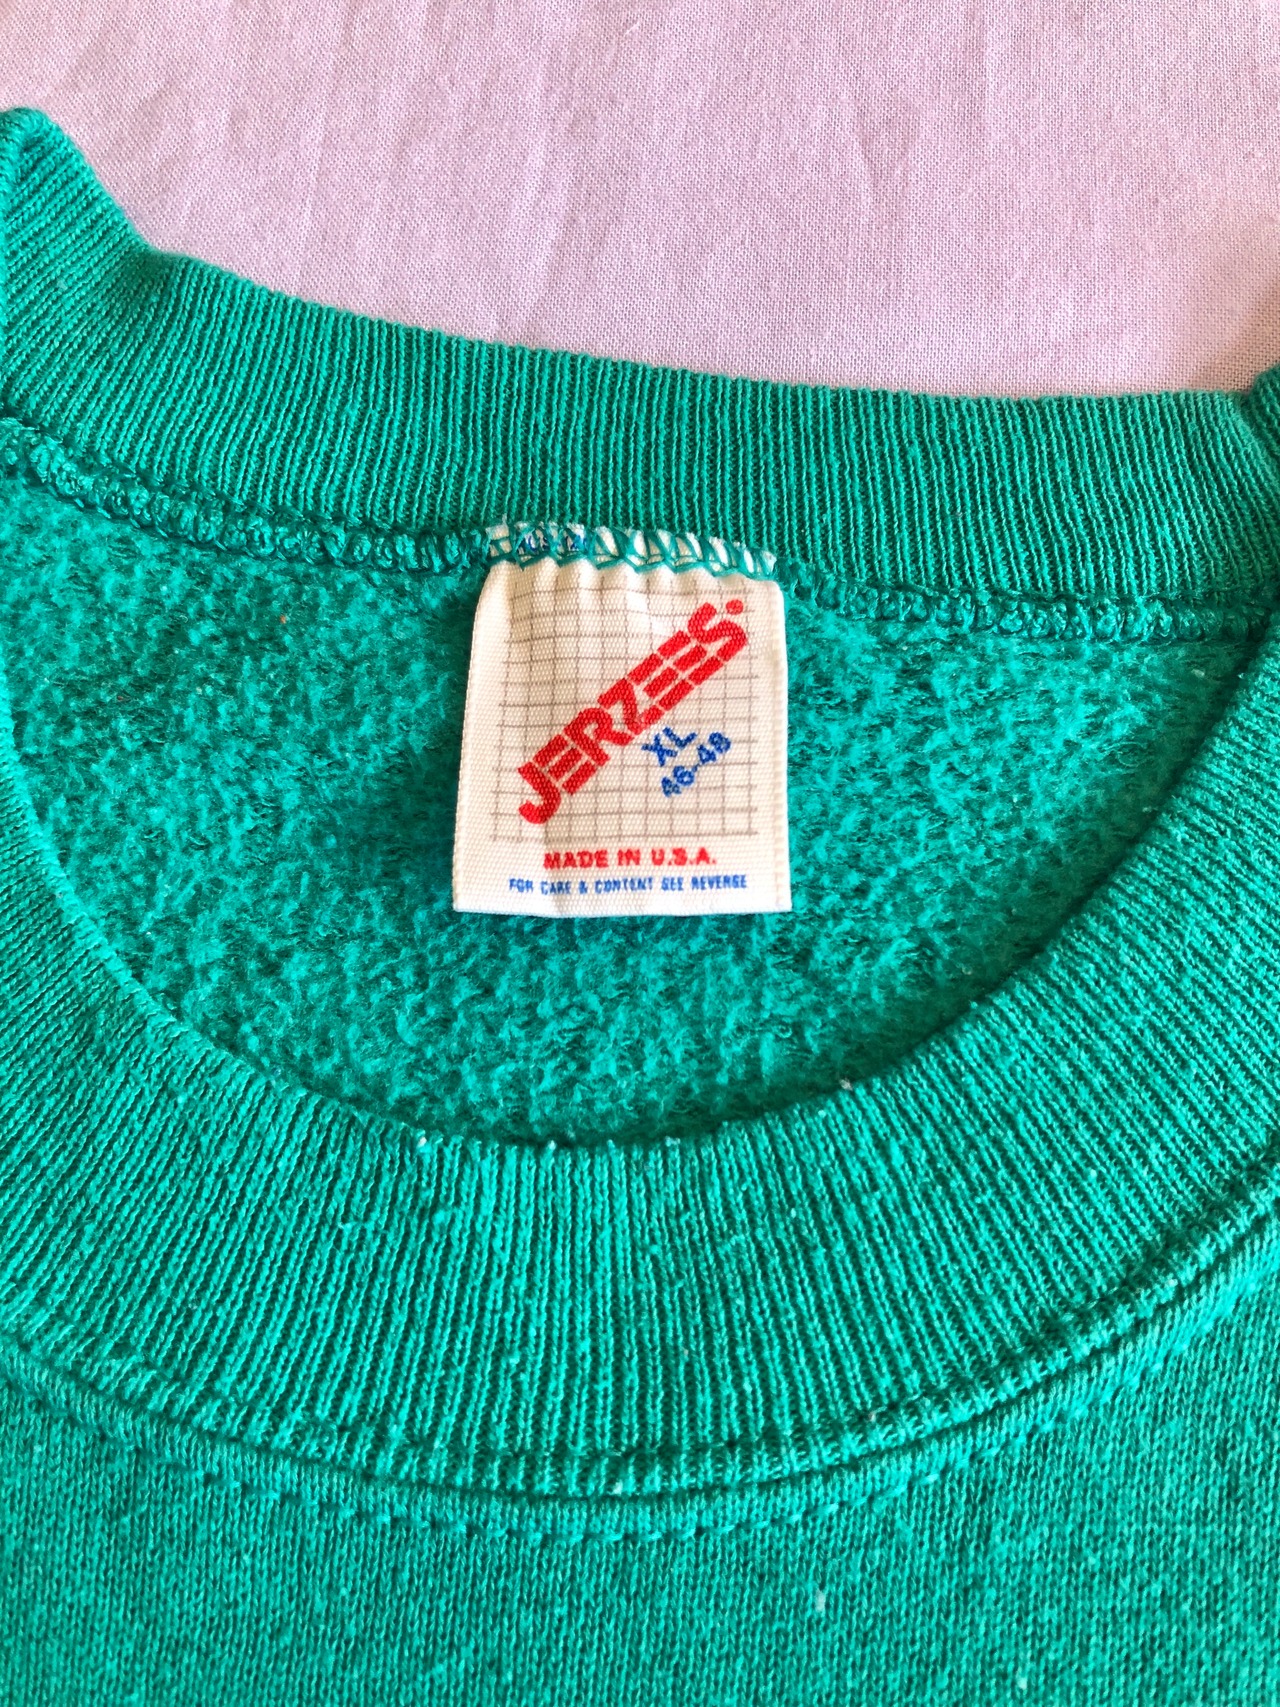 JERZEES
XL
46-48
MADE IN U.S.A.
FOR CARE & CONTENT SEE REVERSE